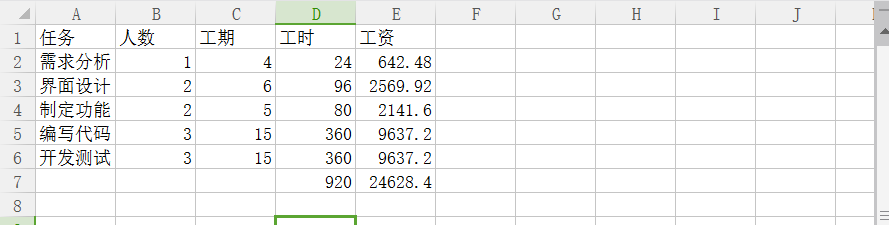 A B C D E F G H I J
1 任务 人数 工期 工时 工资
2 需求分析 1 4 24 642.48
3 界面设计 2 6 96 2569.92
4 制定功能 2 5 80 2141.6
5 编写代码 3 15 360 9637.2
6 开发测试 3 15 360 9637.2
7 920 24628.4
8